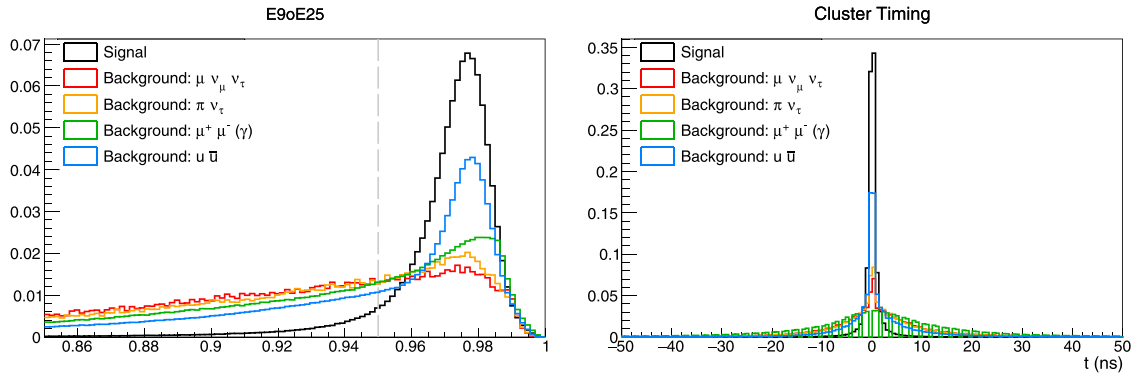 E9oE25
Signal
Background: μ ν_μ ν_τ
Background: π ν_τ
Background: μ⁺ μ⁻ (γ)
Background: u u̅
0.07
0.06
0.05
0.04
0.03
0.02
0.01
0
0.86 0.88 0.9 0.92 0.94 0.96 0.98 1
Cluster Timing
Signal
Background: μ ν_μ ν_τ
Background: π ν_τ
Background: μ⁺ μ⁻ (γ)
Background: u u̅
0.35
0.3
0.25
0.2
0.15
0.1
0.05
0
−50 −40 −30 −20 −10 0 10 20 30 40 50
t (ns)